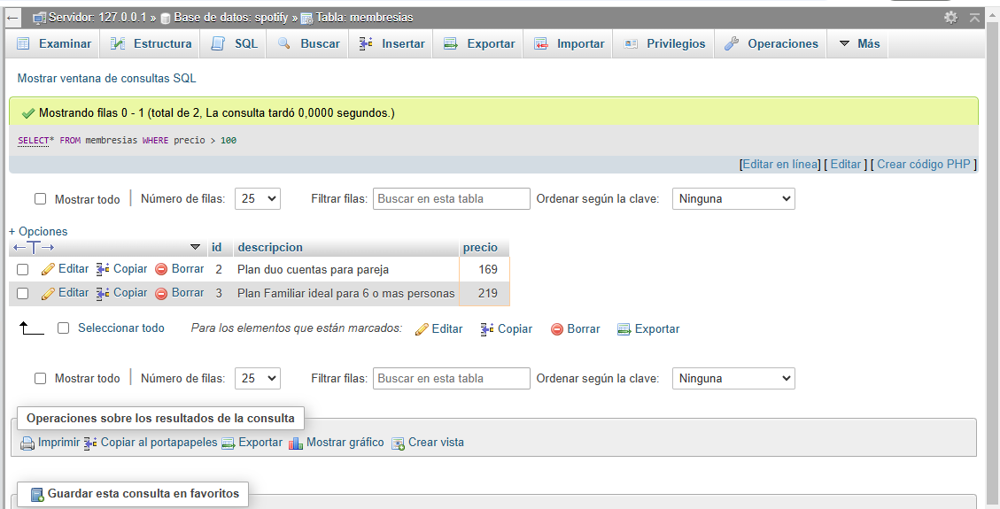 Servidor: 127.0.0.1 » Base de datos: spotify » Tabla: membresias
Examinar Estructura SQL Buscar Insertar Exportar Importar Privilegios Operaciones Más
Mostrar ventana de consultas SQL
Mostrando filas 0 - 1 (total de 2, La consulta tardó 0,0000 segundos.)
SELECT* FROM membresias WHERE precio > 100
[Editar en línea] [ Editar ] [ Crear código PHP ]
Mostrar todo | Número de filas: 25 Filtrar filas: Buscar en esta tabla Ordenar según la clave: Ninguna
+ Opciones
←T→ id descripcion precio
Editar Copiar Borrar 2 Plan duo cuentas para pareja 169
Editar Copiar Borrar 3 Plan Familiar ideal para 6 o mas personas 219
Seleccionar todo Para los elementos que están marcados: Editar Copiar Borrar Exportar
Mostrar todo | Número de filas: 25 Filtrar filas: Buscar en esta tabla Ordenar según la clave: Ninguna
Operaciones sobre los resultados de la consulta
Imprimir Copiar al portapapeles Exportar Mostrar gráfico Crear vista
Guardar esta consulta en favoritos